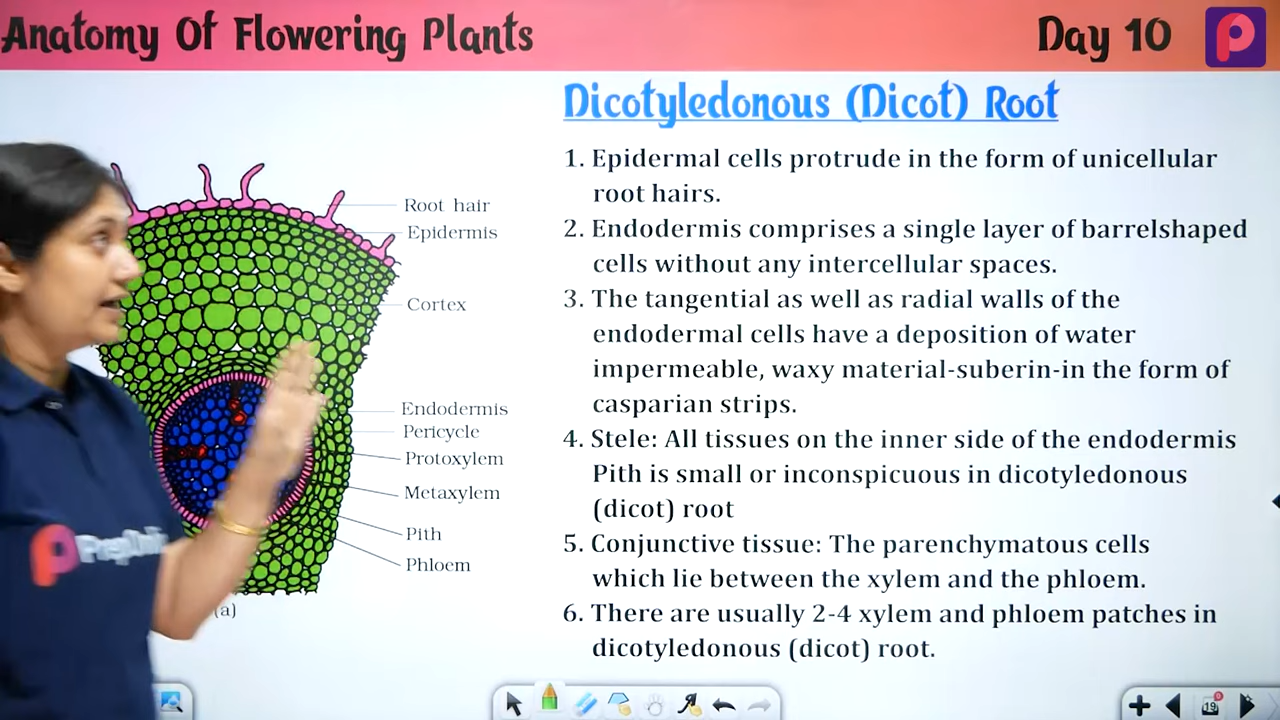 Anatomy Of Flowering Plants
Day 10
Dicotyledonous (Dicot) Root
1. Epidermal cells protrude in the form of unicellular
root hairs.
2. Endodermis comprises a single layer of barrelshaped
cells without any intercellular spaces.
3. The tangential as well as radial walls of the
endodermal cells have a deposition of water
impermeable, waxy material-suberin-in the form of
casparian strips.
4. Stele: All tissues on the inner side of the endodermis
Pith is small or inconspicuous in dicotyledonous
(dicot) root
5. Conjunctive tissue: The parenchymatous cells
which lie between the xylem and the phloem.
6. There are usually 2-4 xylem and phloem patches in
dicotyledonous (dicot) root.
Root hair
Epidermis
Cortex
Endodermis
Pericycle
Protoxylem
Metaxylem
Pith
Phloem
(a)
19